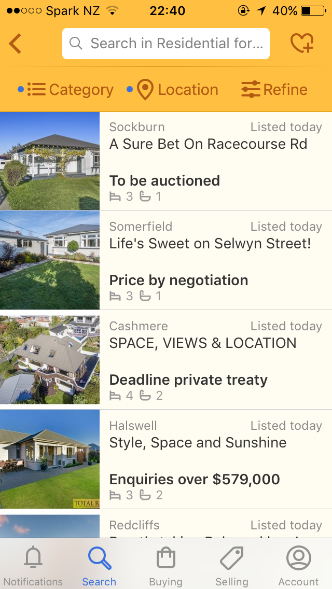 Spark NZ 22:40 40%
Search in Residential for...
Category Location Refine
Sockburn Listed today
A Sure Bet On Racecourse Rd
To be auctioned
3 1
Somerfield Listed today
Life's Sweet on Selwyn Street!
Price by negotiation
3 1
Cashmere Listed today
SPACE, VIEWS & LOCATION
Deadline private treaty
4 2
Halswell Listed today
Style, Space and Sunshine
Enquiries over $579,000
3 2
TOTAL R
Redcliffs Listed today
Notifications Search Buying Selling Account